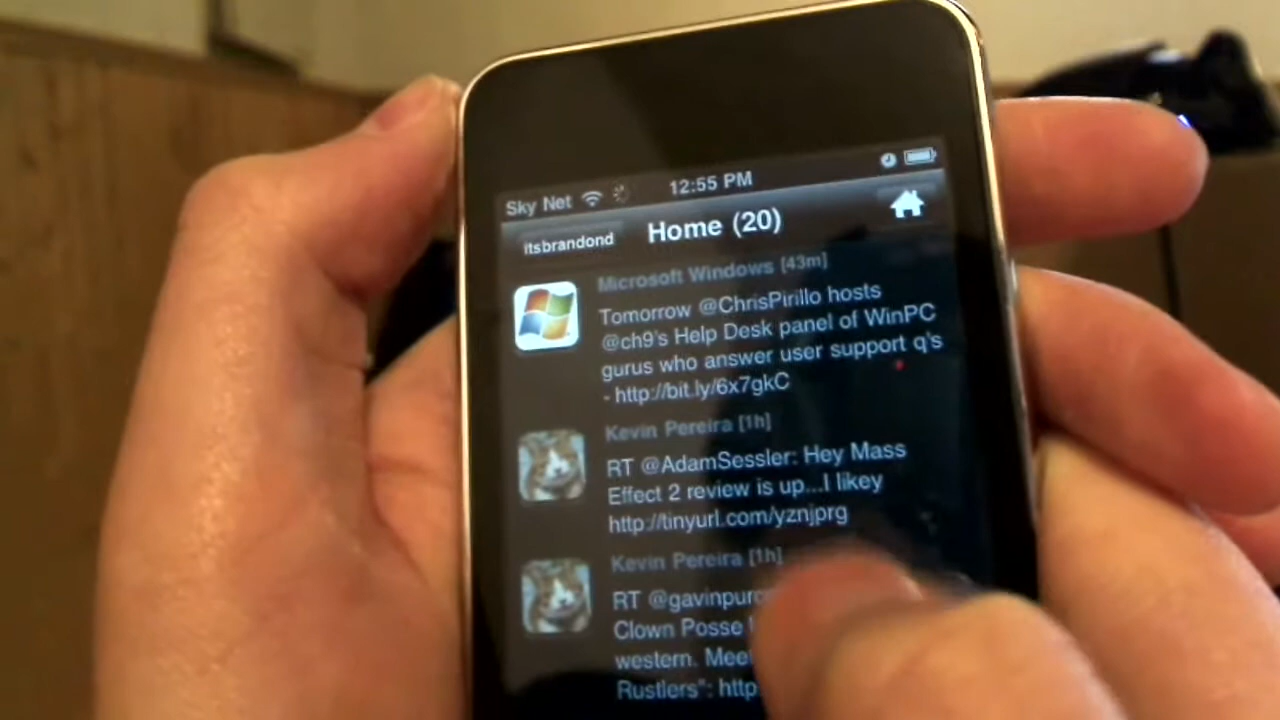 Sky Net 12:55 PM
itsbrandond Home (20)
Microsoft Windows [43m]
Tomorrow @ChrisPirillo hosts
@ch9's Help Desk panel of WinPC
gurus who answer user support q's
- http://bit.ly/6x7gkC
Kevin Pereira [1h]
RT @AdamSessler: Hey Mass
Effect 2 review is up...I likey
http://tinyurl.com/yznjprg
Kevin Pereira [1h]
RT
Clown Posse
western.
Rustlers":